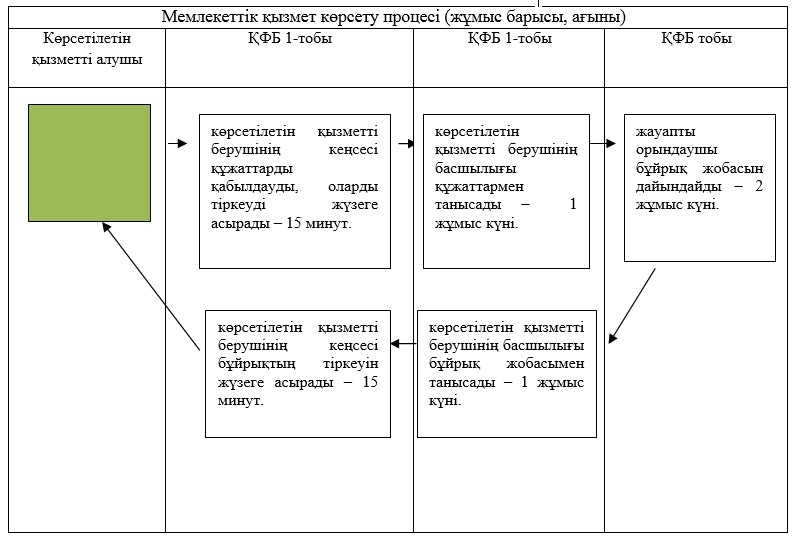 Мемлекеттік қызмет көрсету процесі (жұмыс барысы, ағыны)
Көрсетілетін
қызметті алушы
ҚФБ 1-тобы
ҚФБ 1-тобы
ҚФБ тобы
көрсетілетін қызметті
берушінің кеңсесі
құжаттарды
қабылдауды, оларды
тіркеуді жүзеге
асырады – 15 минут.
көрсетілетін
қызметті берушінің
басшылығы
құжаттармен
танысады – 1
жұмыс күні.
жауапты
орындаушы
бұйрық жобасын
дайындайды – 2
жұмыс күні.
көрсетілетін қызметті
берушінің кеңсесі
бұйрықтың тіркеуін
жүзеге асырады – 15
минут.
көрсетілетін қызметті
берушінің басшылығы
бұйрық жобасымен
танысады – 1 жұмыс
күні.